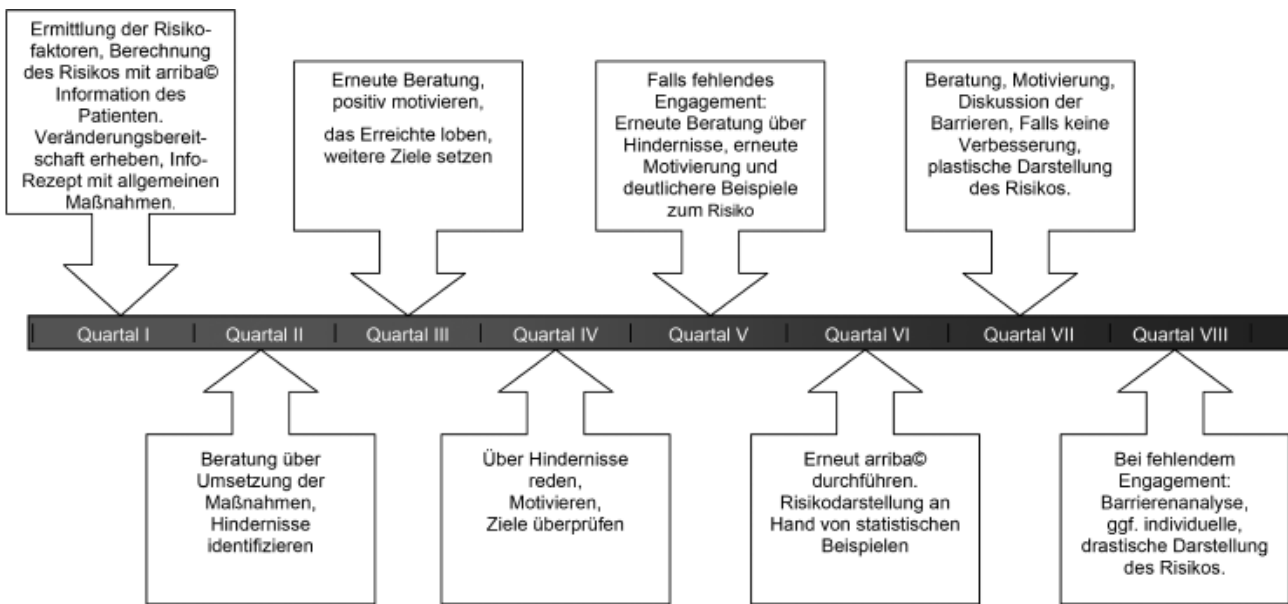 Ermittlung der Risiko-
faktoren, Berechnung
des Risikos mit arriba©
Information des
Patienten.
Veränderungsbereit-
schaft erheben, Info-
Rezept mit allgemeinen
Maßnahmen.
Erneute Beratung,
positiv motivieren,
das Erreichte loben,
weitere Ziele setzen
Falls fehlendes
Engagement:
Erneute Beratung über
Hindernisse, erneute
Motivierung und
deutlichere Beispiele
zum Risiko
Beratung, Motivierung,
Diskussion der
Barrieren, Falls keine
Verbesserung,
plastische Darstellung
des Risikos.
Quartal I | Quartal II | Quartal III | Quartal IV | Quartal V | Quartal VI | Quartal VII | Quartal VIII
Beratung über
Umsetzung der
Maßnahmen,
Hindernisse
identifizieren
Über Hindernisse
reden,
Motivieren,
Ziele überprüfen
Erneut arriba©
durchführen.
Risikodarstellung an
Hand von statistischen
Beispielen
Bei fehlendem
Engagement:
Barrierenanalyse,
ggf. individuelle,
drastische Darstellung
des Risikos.